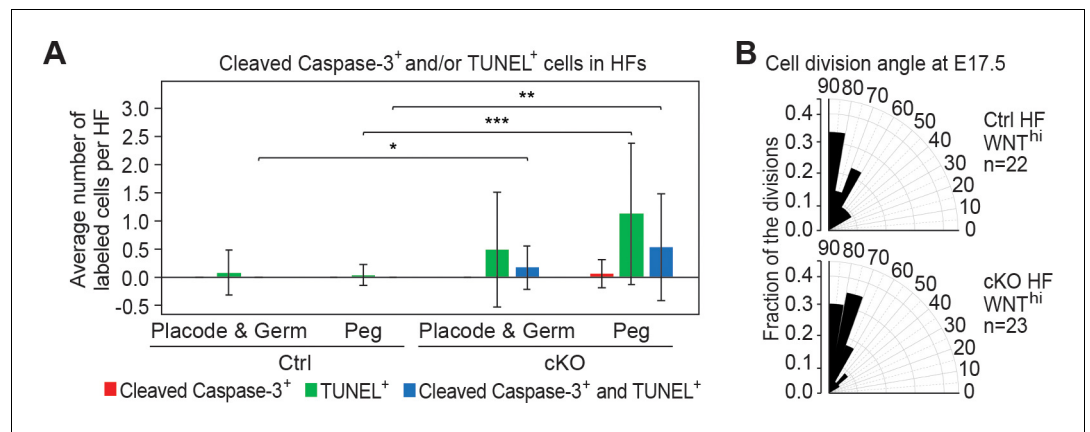 A
Cleaved Caspase-3+ and/or TUNEL+ cells in HFs
Average number of
labeled cells per HF
3.0
2.5
2.0
1.5
1.0
0.5
0.0
-0.5
**
***
*
Placode & Germ
Peg
Placode & Germ
Peg
Ctrl
cKO
Cleaved Caspase-3+
TUNEL+
Cleaved Caspase-3+ and TUNEL+
B
Cell division angle at E17.5
Fraction of the divisions
90 80 70 60 50 40 30 20 10 0
0.4
0.3
0.2
0.1
0.0
Ctrl HF
WNThi
n=22
90 80 70 60 50 40 30 20 10 0
0.4
0.3
0.2
0.1
0.0
cKO HF
WNThi
n=23